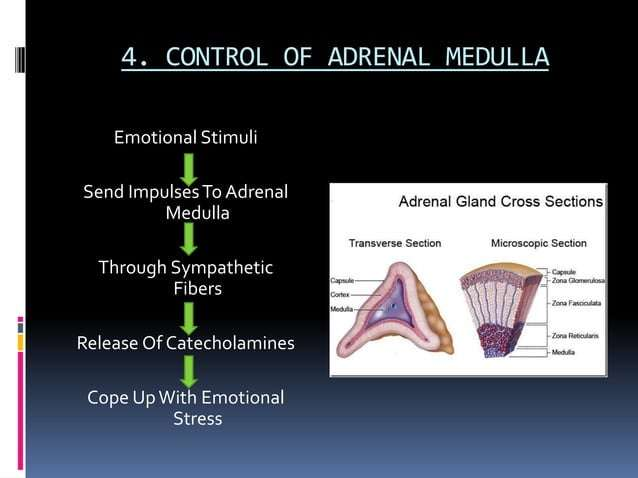 4. CONTROL OF ADRENAL MEDULLA
Emotional Stimuli
Send Impulses To Adrenal
Medulla
Through Sympathetic
Fibers
Release Of Catecholamines
Cope Up With Emotional
Stress
Adrenal Gland Cross Sections
Transverse Section
Capsule
Cortex
Medulla
Microscopic Section
Capsule
Zona Glomerulosa
Zona Fasciculata
Zona Reticularis
Medulla